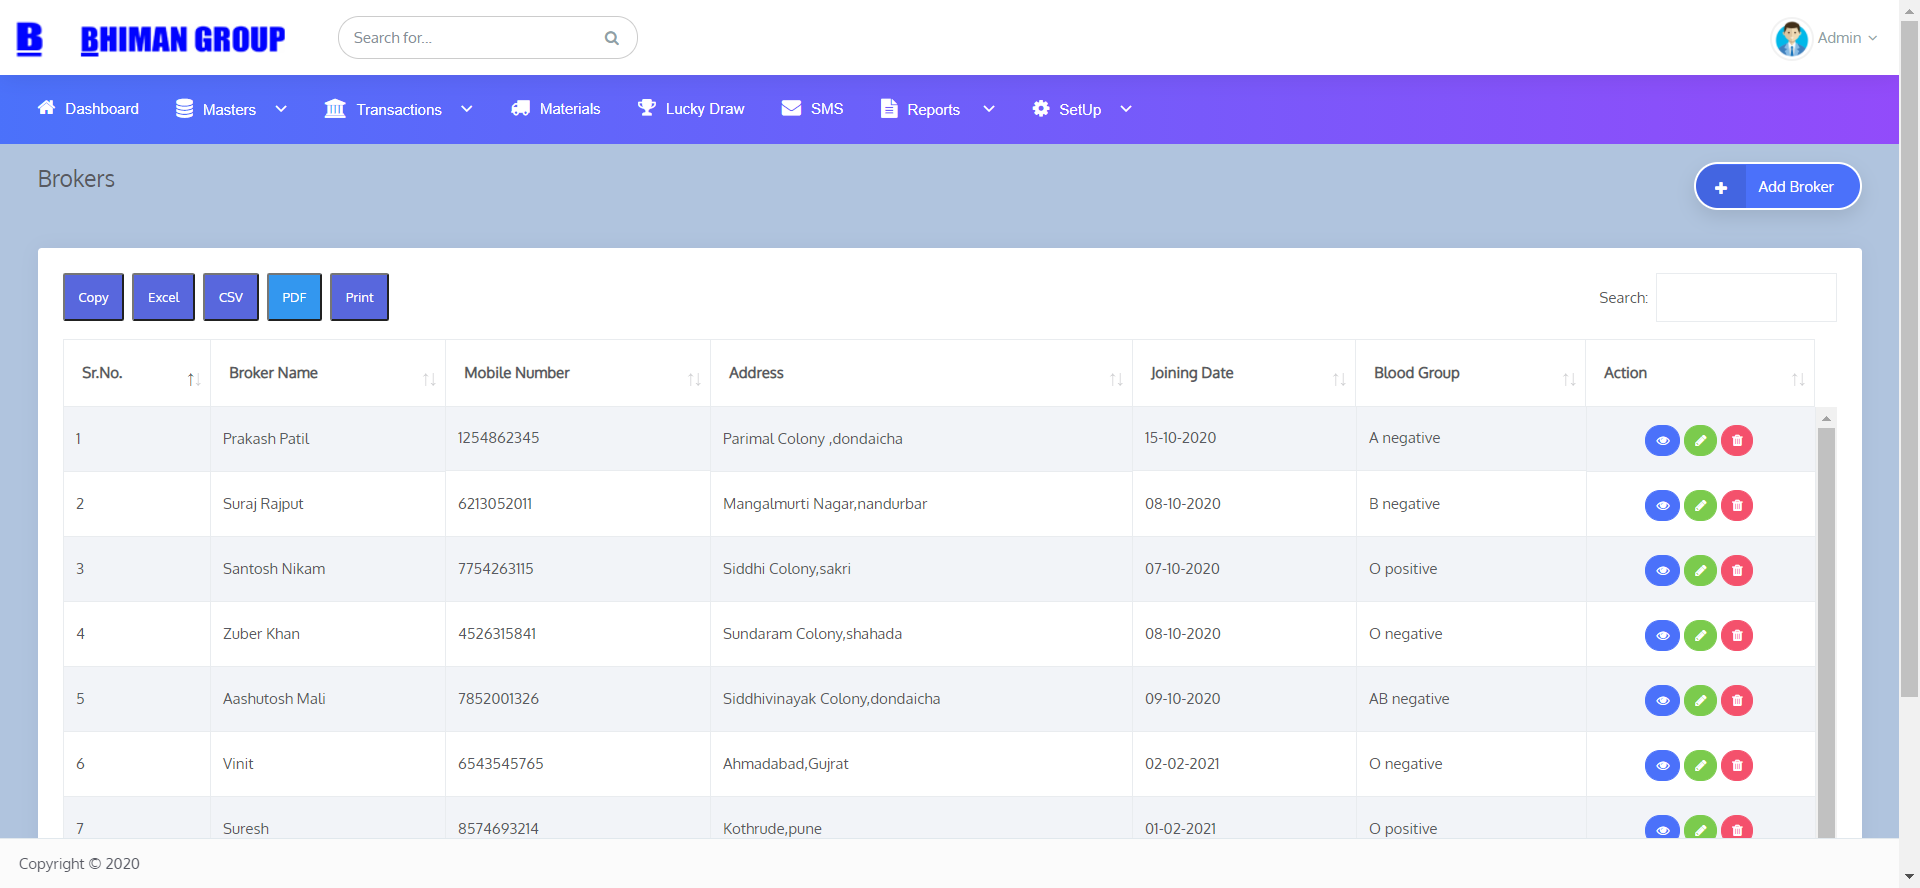 B BHIMAN GROUP
Search for...
Admin
Dashboard Masters Transactions Materials Lucky Draw SMS Reports SetUp
Brokers
Add Broker
Copy Excel CSV PDF Print
Search:
Sr.No. Broker Name Mobile Number Address Joining Date Blood Group Action
1 Prakash Patil 1254862345 Parimal Colony ,dondaicha 15-10-2020 A negative
2 Suraj Rajput 6213052011 Mangalmurti Nagar,nandurbar 08-10-2020 B negative
3 Santosh Nikam 7754263115 Siddhi Colony,sakri 07-10-2020 O positive
4 Zuber Khan 4526315841 Sundaram Colony,shahada 08-10-2020 O negative
5 Aashutosh Mali 7852001326 Siddhivinayak Colony,dondaicha 09-10-2020 AB negative
6 Vinit 6543545765 Ahmadabad,Gujrat 02-02-2021 O negative
7 Suresh 8574693214 Kothrude,pune 01-02-2021 O positive
Copyright © 2020